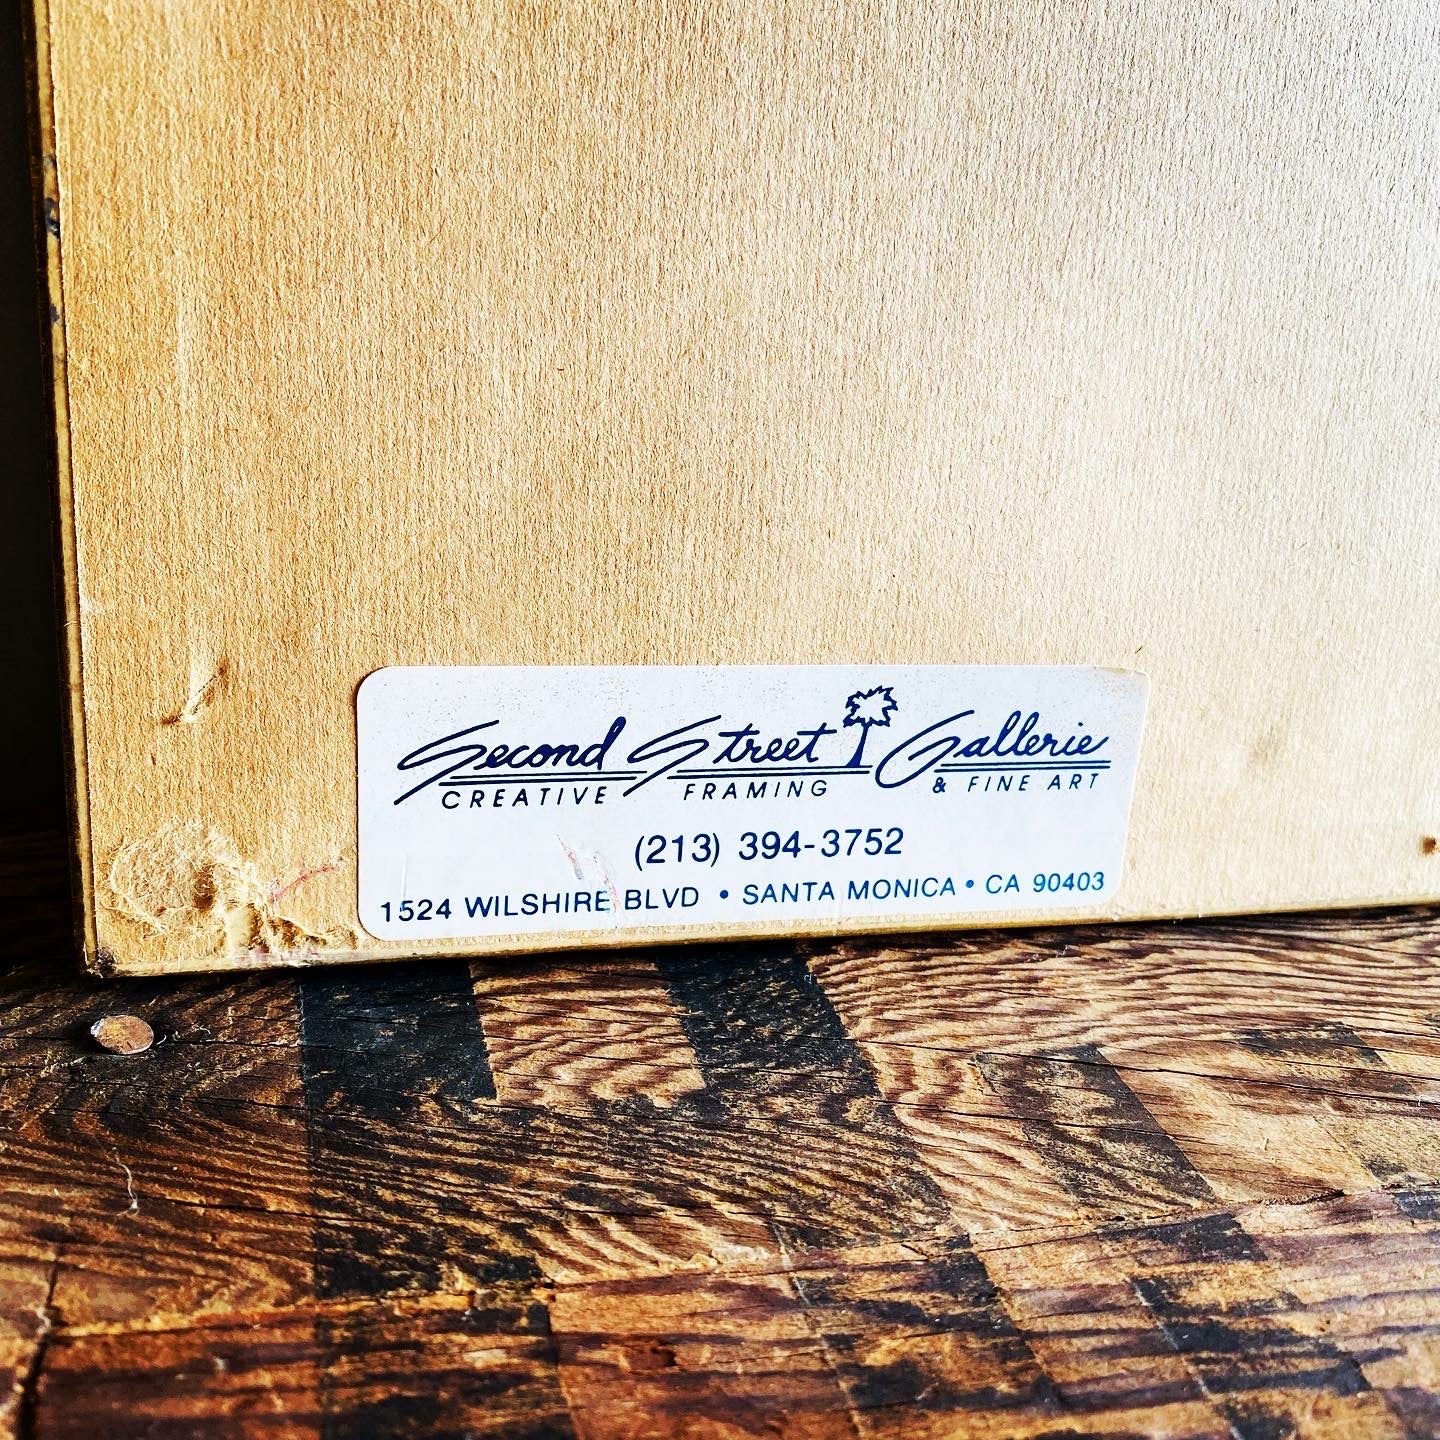 Second Street Gallerie
CREATIVE FRAMING & FINE ART
(213) 394-3752
1524 WILSHIRE BLVD • SANTA MONICA • CA 90403